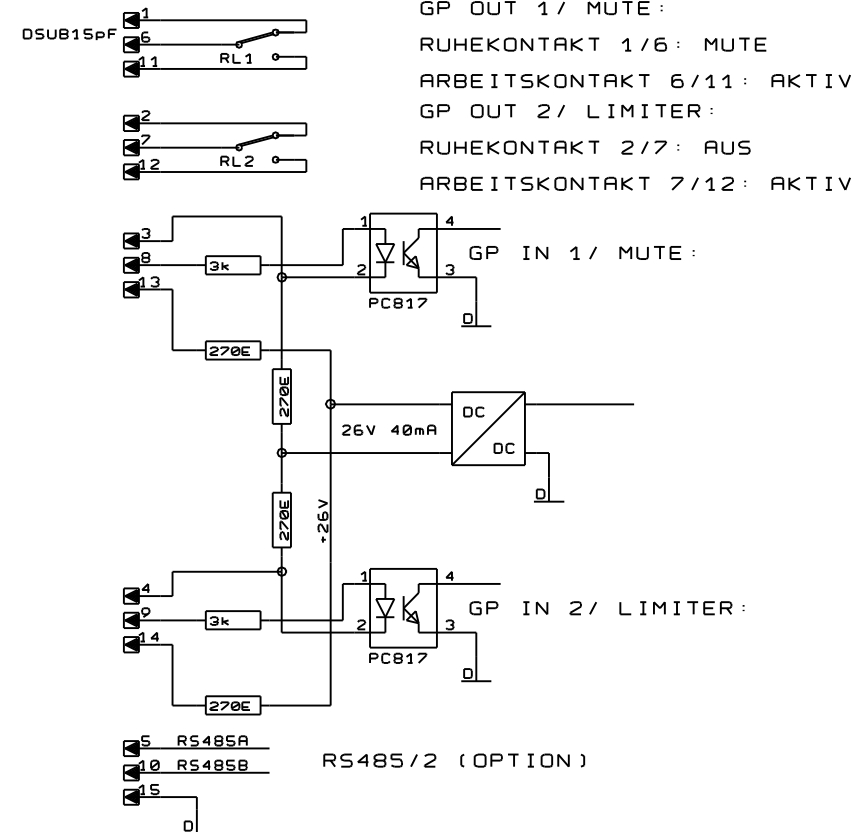 1
DSUB15pF
6
RL1
11
GP OUT 1/ MUTE:
RUHEKONTAKT 1/6: MUTE
ARBEITSKONTAKT 6/11: AKTIV
2
7
RL2
12
GP OUT 2/ LIMITER:
RUHEKONTAKT 2/7: AUS
ARBEITSKONTAKT 7/12: AKTIV
3
8
3k
13
1
2
4
3
PC817
D
GP IN 1/ MUTE:
270E
270E
26V 40mA
DC
DC
D
270E
+26V
4
9
3k
14
1
2
4
3
PC817
D
GP IN 2/ LIMITER:
270E
5 RS485A
10 RS485B
15
D
RS485/2 (OPTION)